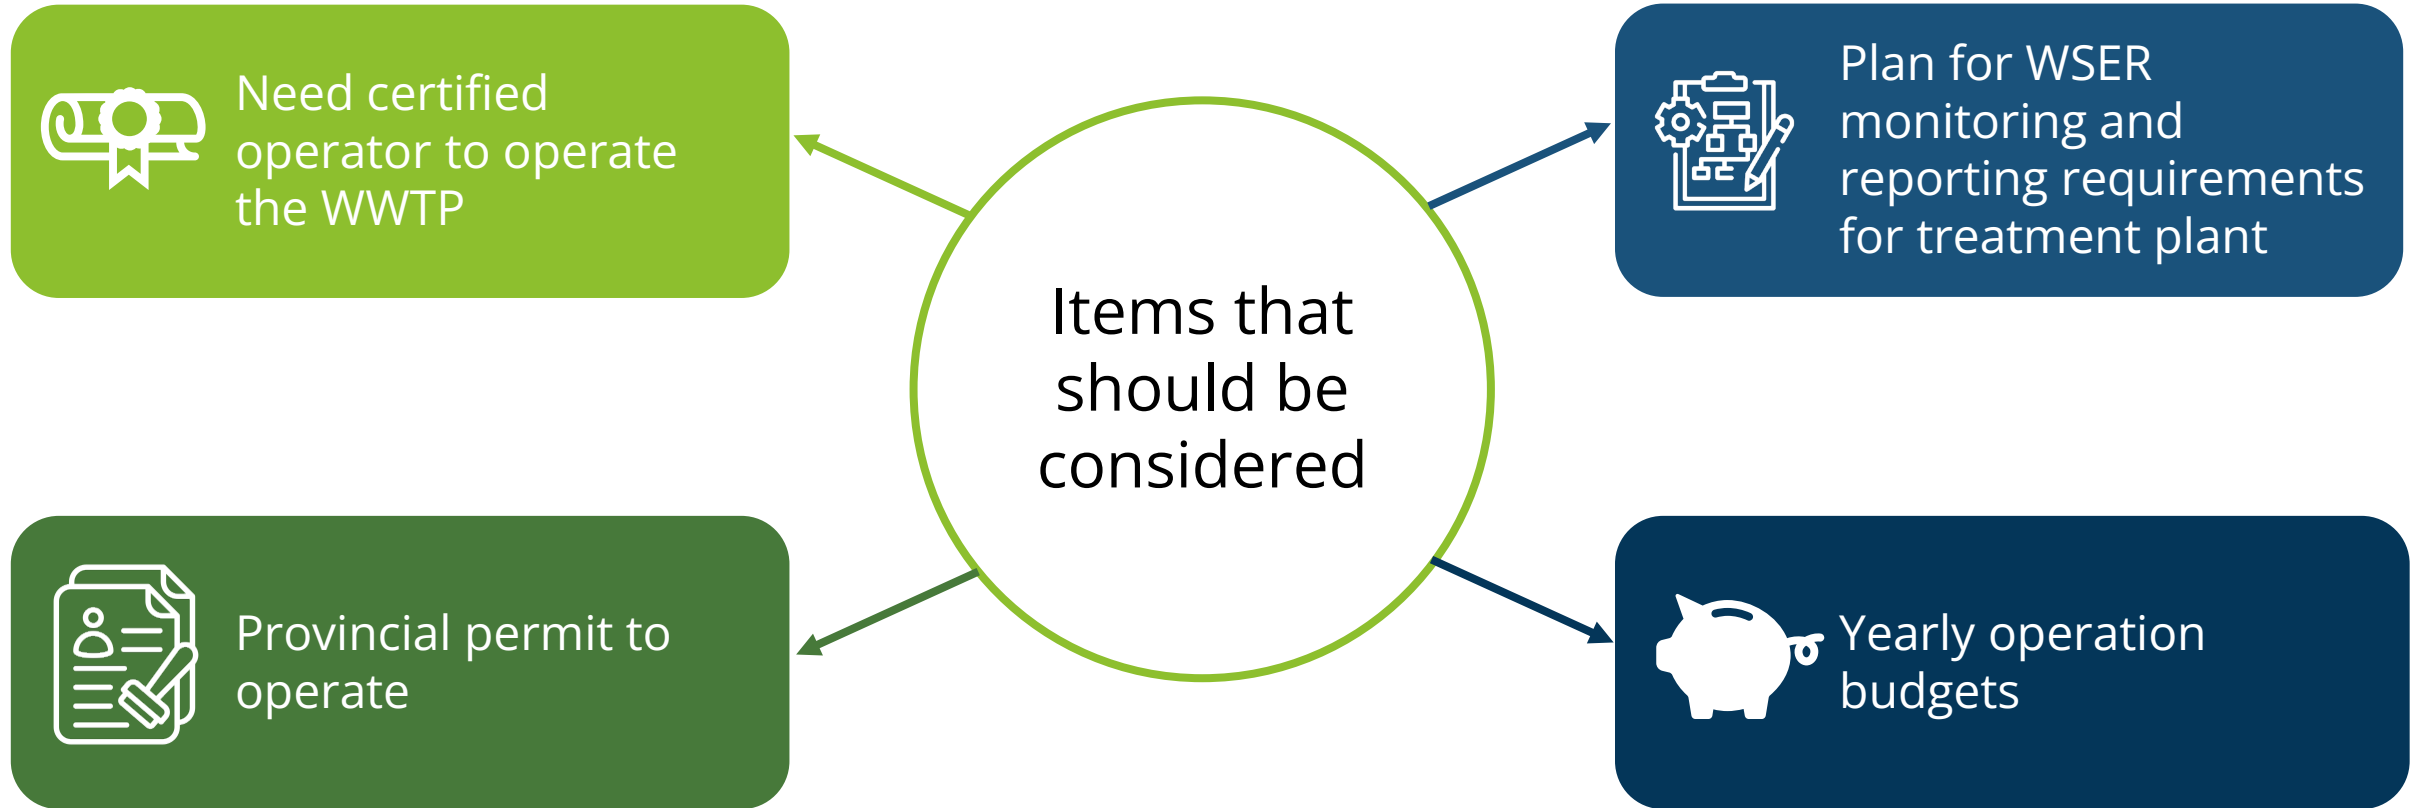 Need certified
operator to operate
the WWTP
Plan for WSER
monitoring and
reporting requirements
for treatment plant
Items that
should be
considered
Provincial permit to
operate
Yearly operation
budgets